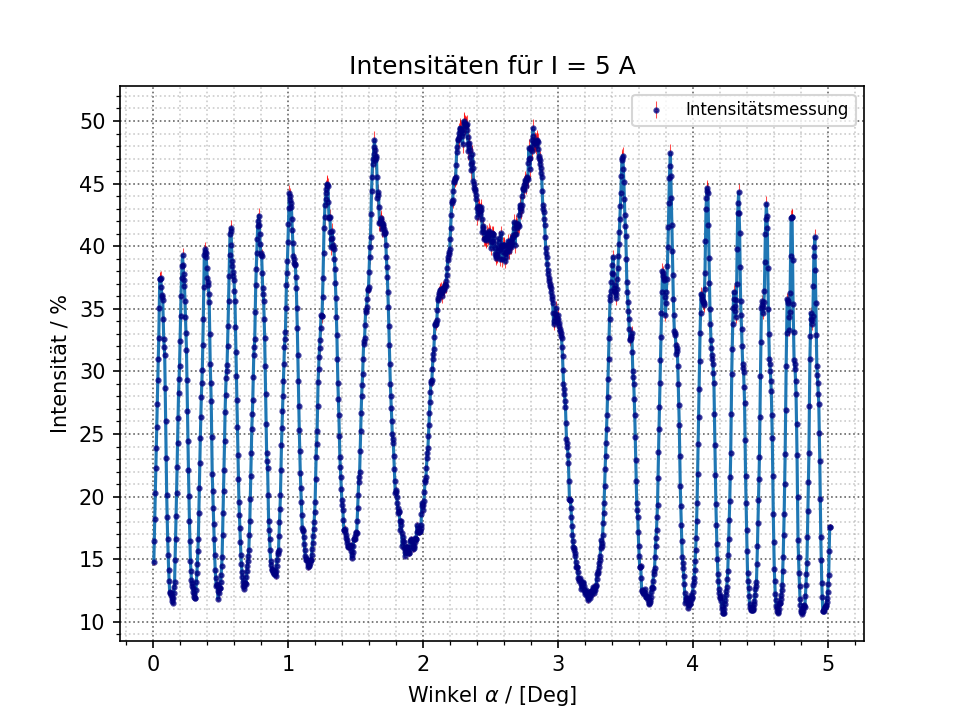 Intensitäten für I = 5 A
Intensitätsmessung
50
45
40
35
30
25
20
15
10
Intensität / %
0 1 2 3 4 5
Winkel α / [Deg]